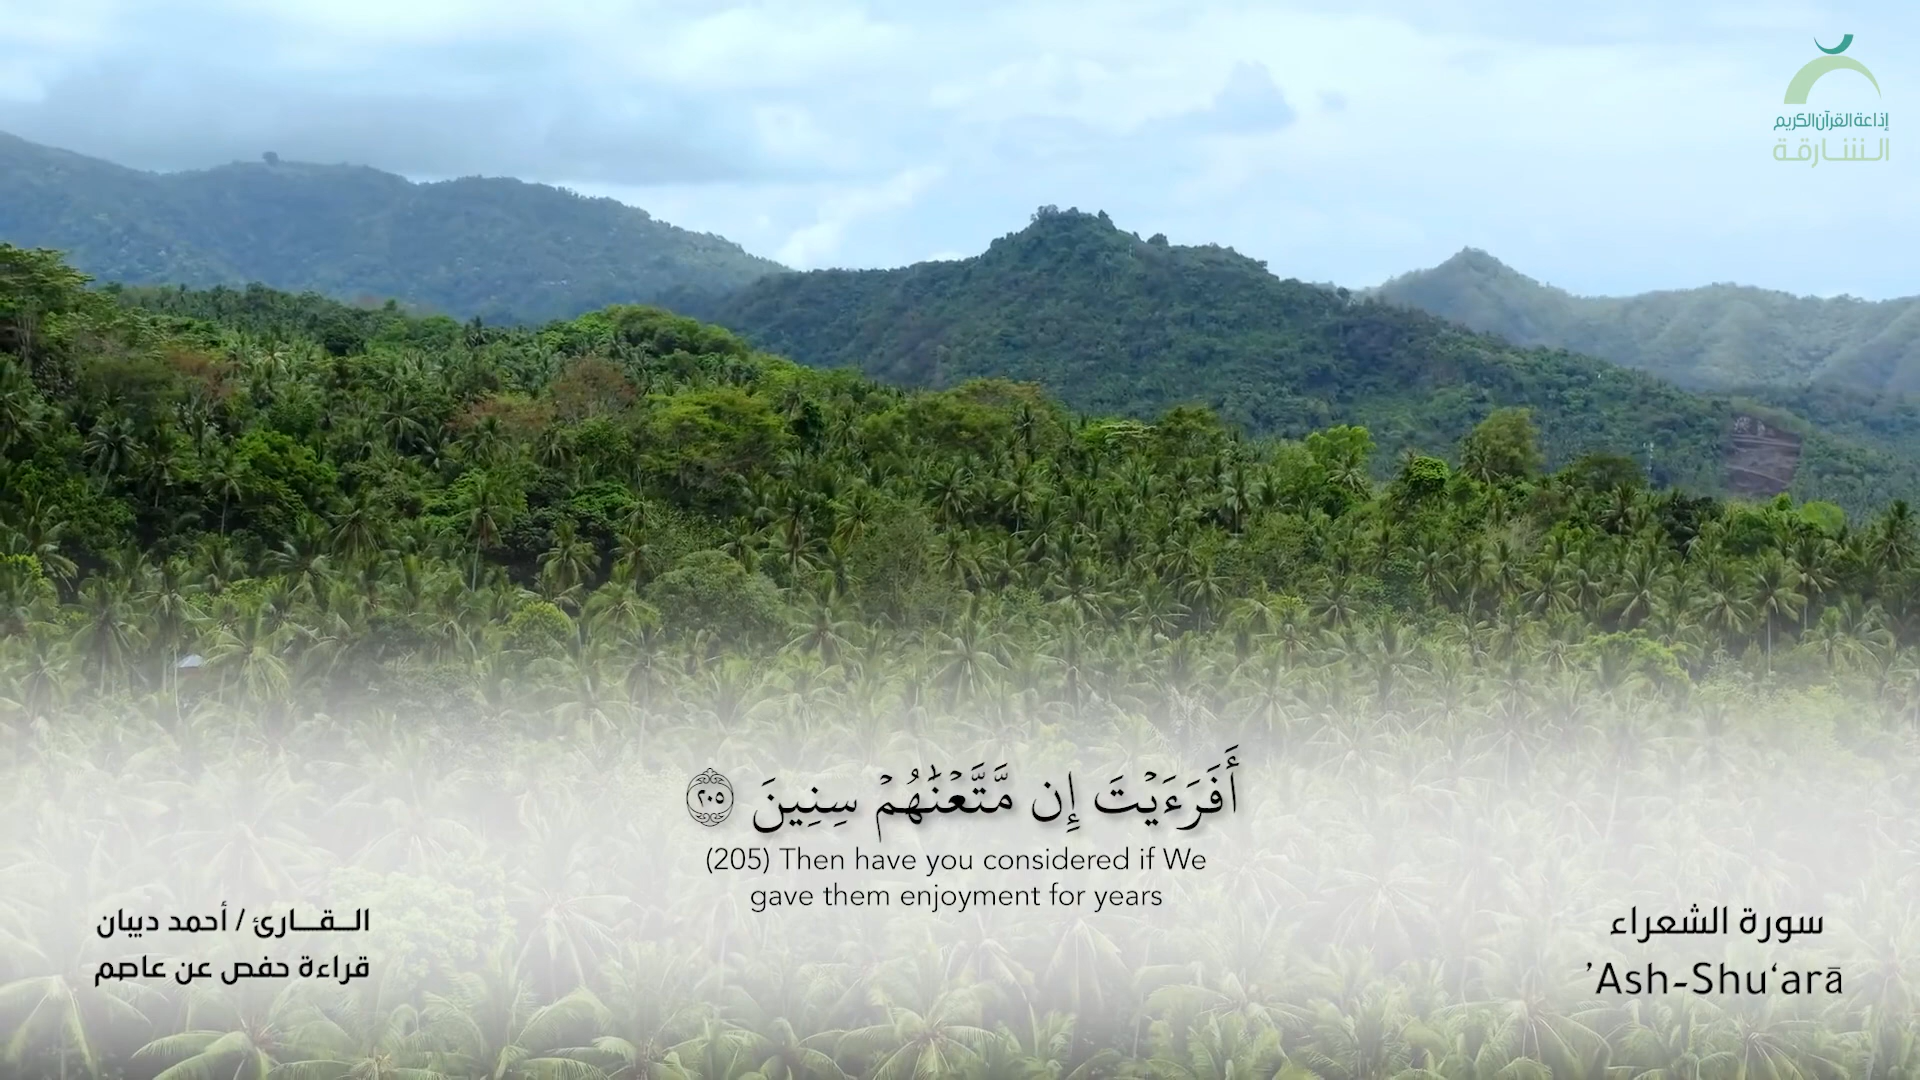 إذاعة القرآن الكريم
الشارقة
أَفَرَءَيۡتَ إِن مَّتَّعۡنَٰهُمۡ سِنِينَ ٢٠٥
(205) Then have you considered if We
gave them enjoyment for years
القارئ / أحمد ديبان
قراءة حفص عن عاصم
سورة الشعراء
’Ash-Shu‘arā